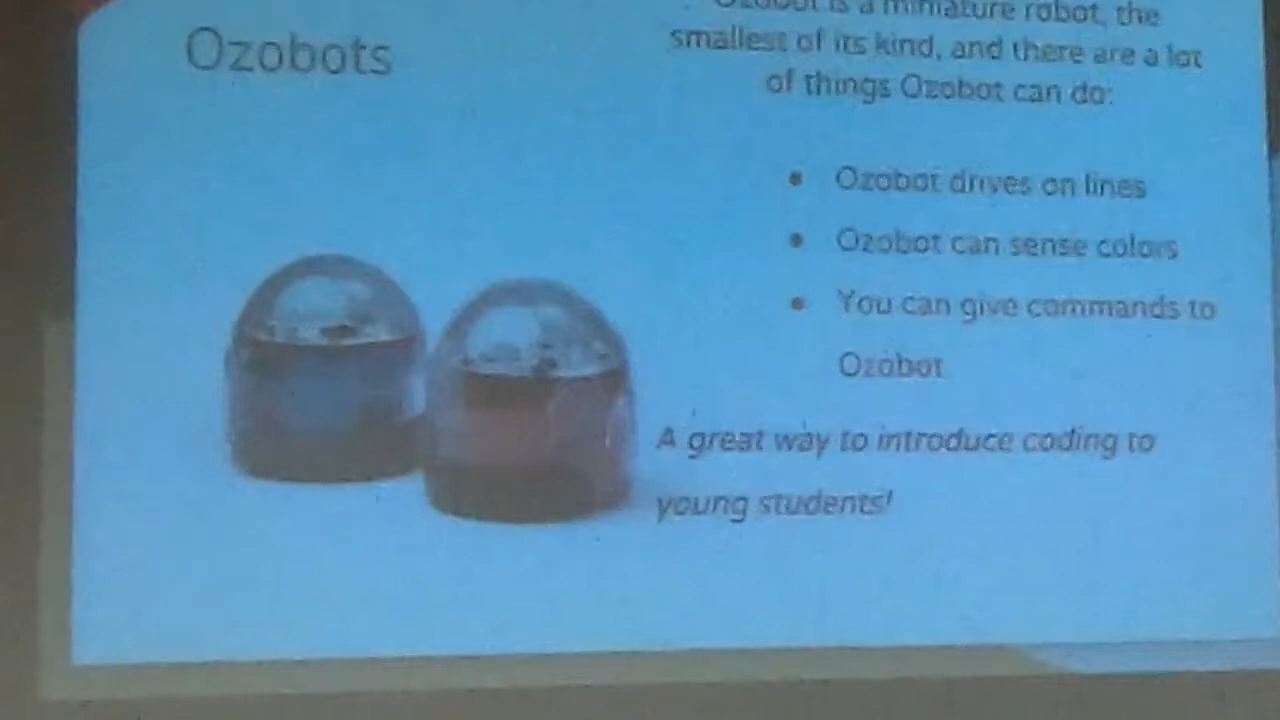 Ozobots
Ozobot is a miniature robot, the
smallest of its kind, and there are a lot
of things Ozobot can do:
• Ozobot drives on lines
• Ozobot can sense colors
• You can give commands to
Ozobot
A great way to introduce coding to
young students!